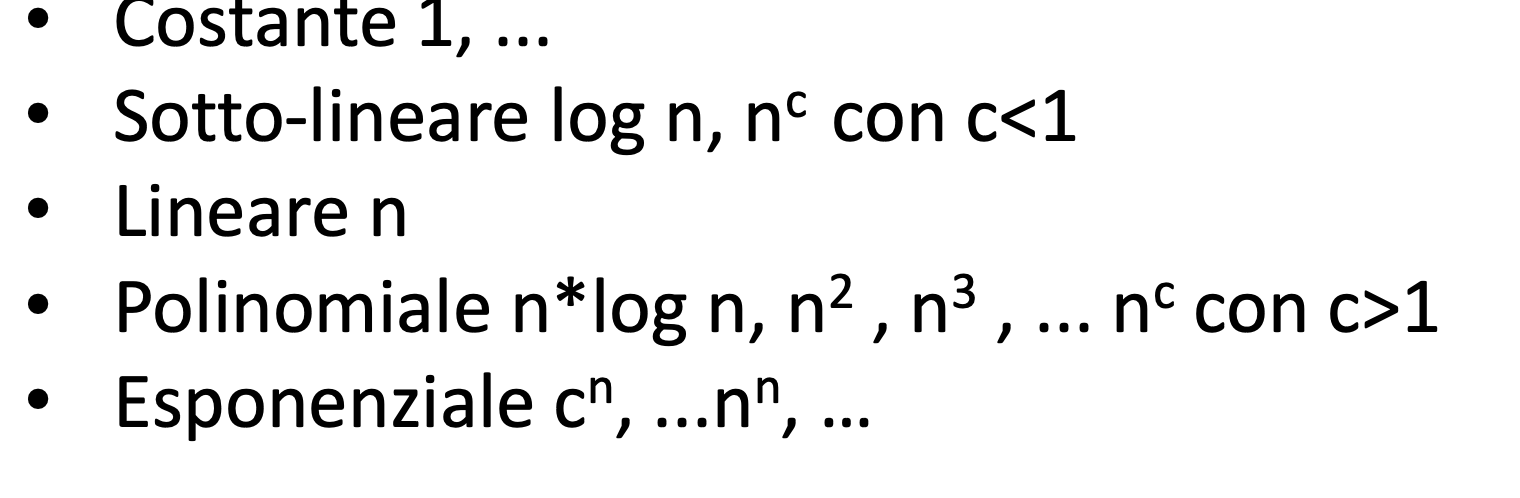 • Costante 1, ...
• Sotto-lineare log n, nᶜ con c<1
• Lineare n
• Polinomiale n*log n, n² , n³ , ... nᶜ con c>1
• Esponenziale cⁿ, ...nⁿ, ...